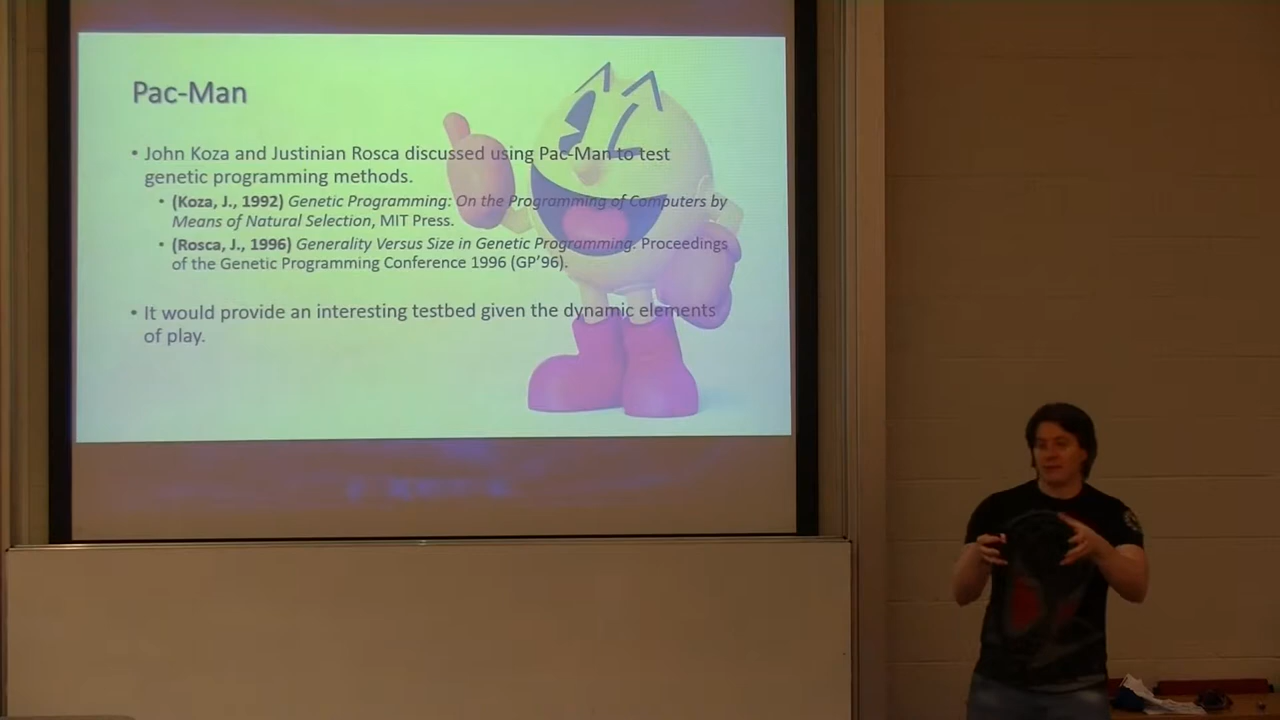 Pac-Man
• John Koza and Justinian Rosca discussed using Pac-Man to test
genetic programming methods.
• (Koza, J., 1992) Genetic Programming: On the Programming of Computers by
Means of Natural Selection, MIT Press.
• (Rosca, J., 1996) Generality Versus Size in Genetic Programming. Proceedings
of the Genetic Programming Conference 1996 (GP'96).
• It would provide an interesting testbed given the dynamic elements
of play.